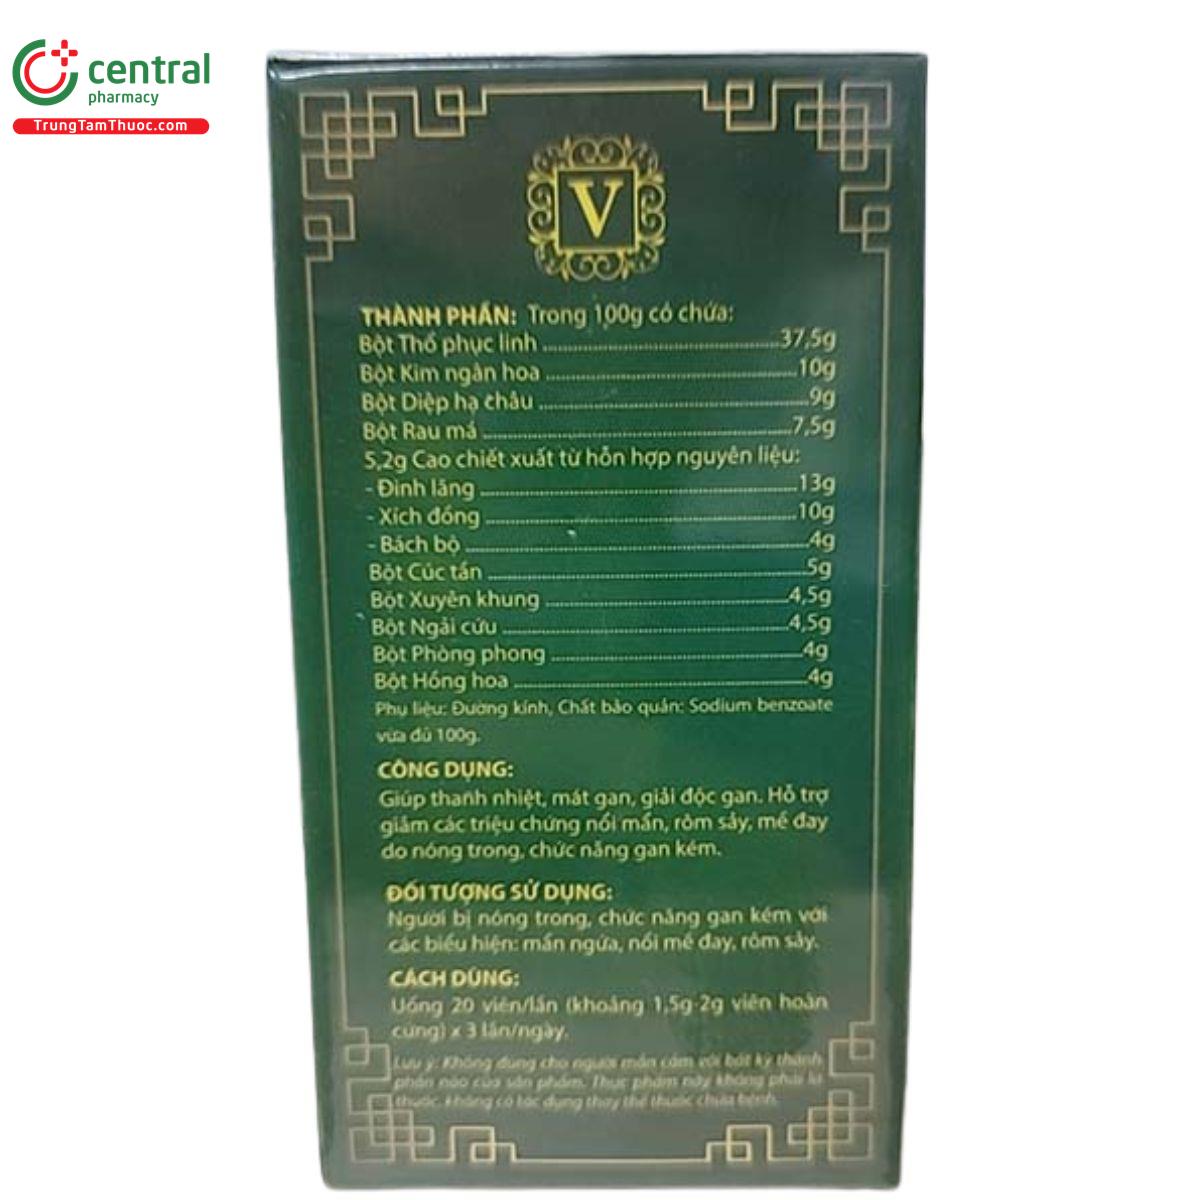 central
pharmacy
TrungTamThuoc.com
V
THÀNH PHẦN: Trong 100g có chứa:
Bột Thổ phục linh ........ 37,5g
Bột Kim ngân hoa ........ 10g
Bột Diệp hạ châu ........ 9g
Bột Rau má ........ 7,5g
5,2g Cao chiết xuất từ hỗn hợp nguyên liệu:
- Đinh lăng ........ 13g
- Xích đồng ........ 10g
- Bách bộ ........ 4g
Bột Cúc tần ........ 5g
Bột Xuyên khung ........ 4,5g
Bột Ngải cứu ........ 4,5g
Bột Phòng phong ........ 4g
Bột Hồng hoa ........ 4g
Phụ liệu: Đường kính, Chất bảo quản: Sodium benzoate
vừa đủ 100g.
CÔNG DỤNG:
Giúp thanh nhiệt, mát gan, giải độc gan. Hỗ trợ
giảm các triệu chứng nổi mẩn, rôm sảy, mề đay
do nóng trong, chức năng gan kém.
ĐỐI TƯỢNG SỬ DỤNG:
Người bị nóng trong, chức năng gan kém với
các biểu hiện: mẩn ngứa, nổi mề đay, rôm sảy.
CÁCH DÙNG:
Uống 20 viên/lần (khoảng 1,5g-2g viên hoàn
cứng) x 3 lần/ngày.
Lưu ý: Không dùng cho người mẫn cảm với bất kỳ thành
phần nào của sản phẩm. Thực phẩm này không phải là
thuốc, không có tác dụng thay thế thuốc chữa bệnh.